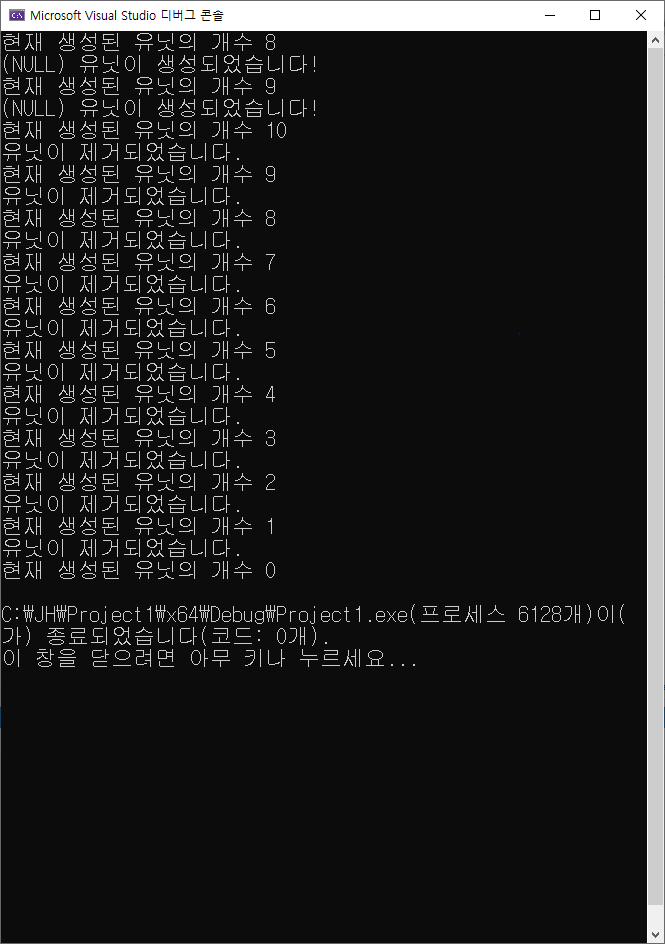 Microsoft Visual Studio 디버그 콘솔
현재 생성된 유닛의 개수 8
(NULL) 유닛이 생성되었습니다!
현재 생성된 유닛의 개수 9
(NULL) 유닛이 생성되었습니다!
현재 생성된 유닛의 개수 10
유닛이 제거되었습니다.
현재 생성된 유닛의 개수 9
유닛이 제거되었습니다.
현재 생성된 유닛의 개수 8
유닛이 제거되었습니다.
현재 생성된 유닛의 개수 7
유닛이 제거되었습니다.
현재 생성된 유닛의 개수 6
유닛이 제거되었습니다.
현재 생성된 유닛의 개수 5
유닛이 제거되었습니다.
현재 생성된 유닛의 개수 4
유닛이 제거되었습니다.
현재 생성된 유닛의 개수 3
유닛이 제거되었습니다.
현재 생성된 유닛의 개수 2
유닛이 제거되었습니다.
현재 생성된 유닛의 개수 1
유닛이 제거되었습니다.
현재 생성된 유닛의 개수 0
C:₩JH₩Project1₩x64₩Debug₩Project1.exe(프로세스 6128개)이(
가) 종료되었습니다(코드: 0개).
이 창을 닫으려면 아무 키나 누르세요...